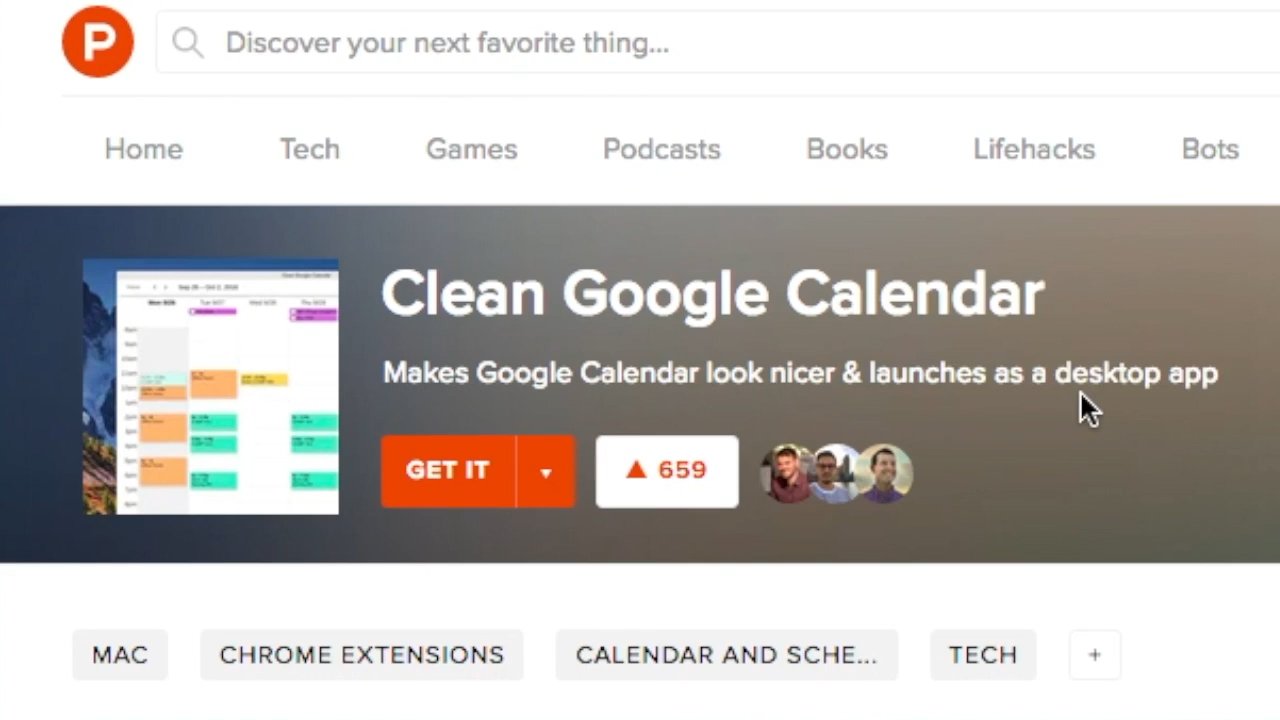 P
Discover your next favorite thing...
Home Tech Games Podcasts Books Lifehacks Bots
Clean Google Calendar
Makes Google Calendar look nicer & launches as a desktop app
GET IT ▼ ▲ 659
MAC CHROME EXTENSIONS CALENDAR AND SCHE... TECH +